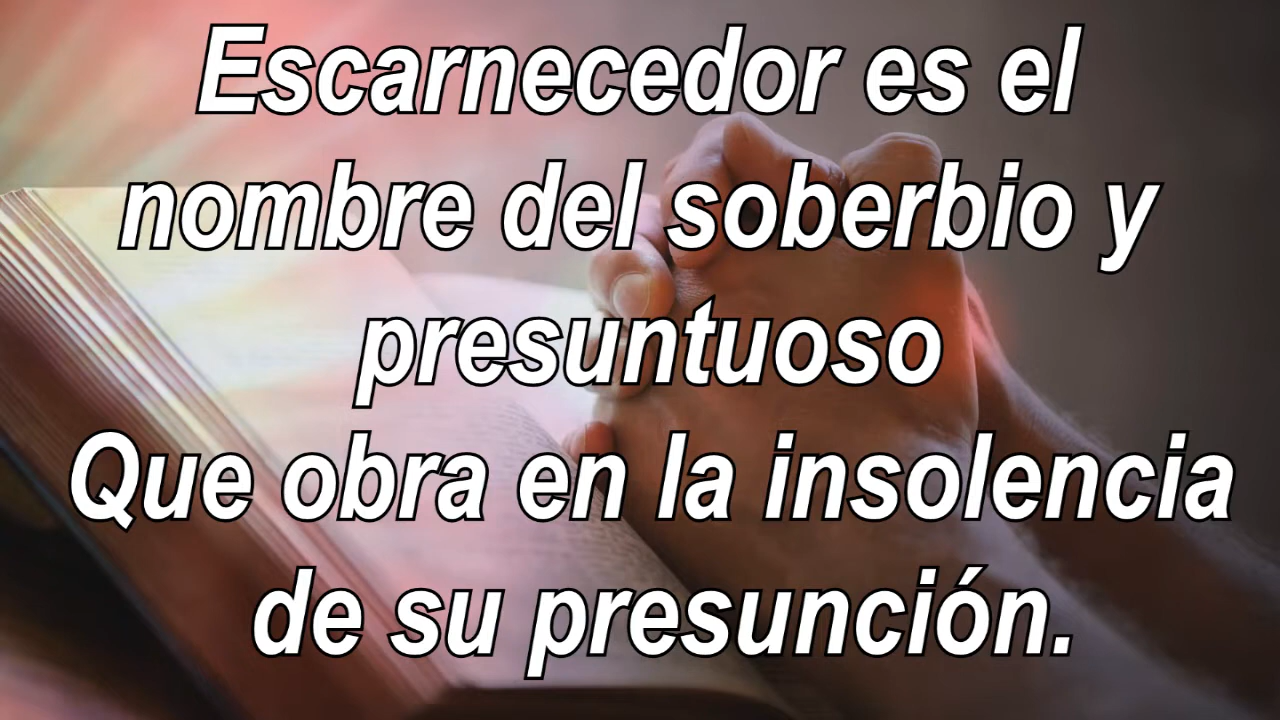 Escarnecedor es el
nombre del soberbio y
presuntuoso
Que obra en la insolencia
de su presunción.